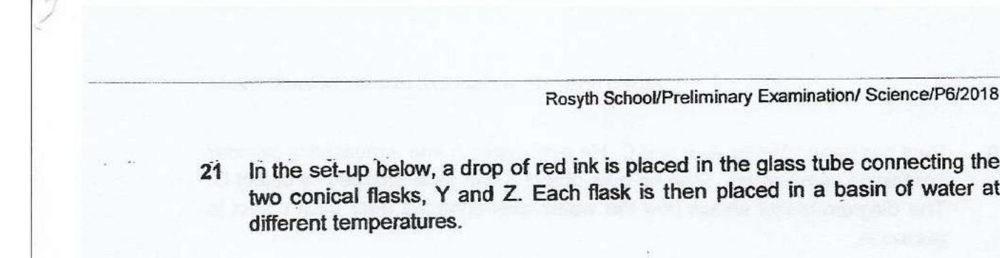 Rosyth School/Preliminary Examination/ Science/P6/2018
21 In the set-up below, a drop of red ink is placed in the glass tube connecting the
two conical flasks, Y and Z. Each flask is then placed in a basin of water at
different temperatures.